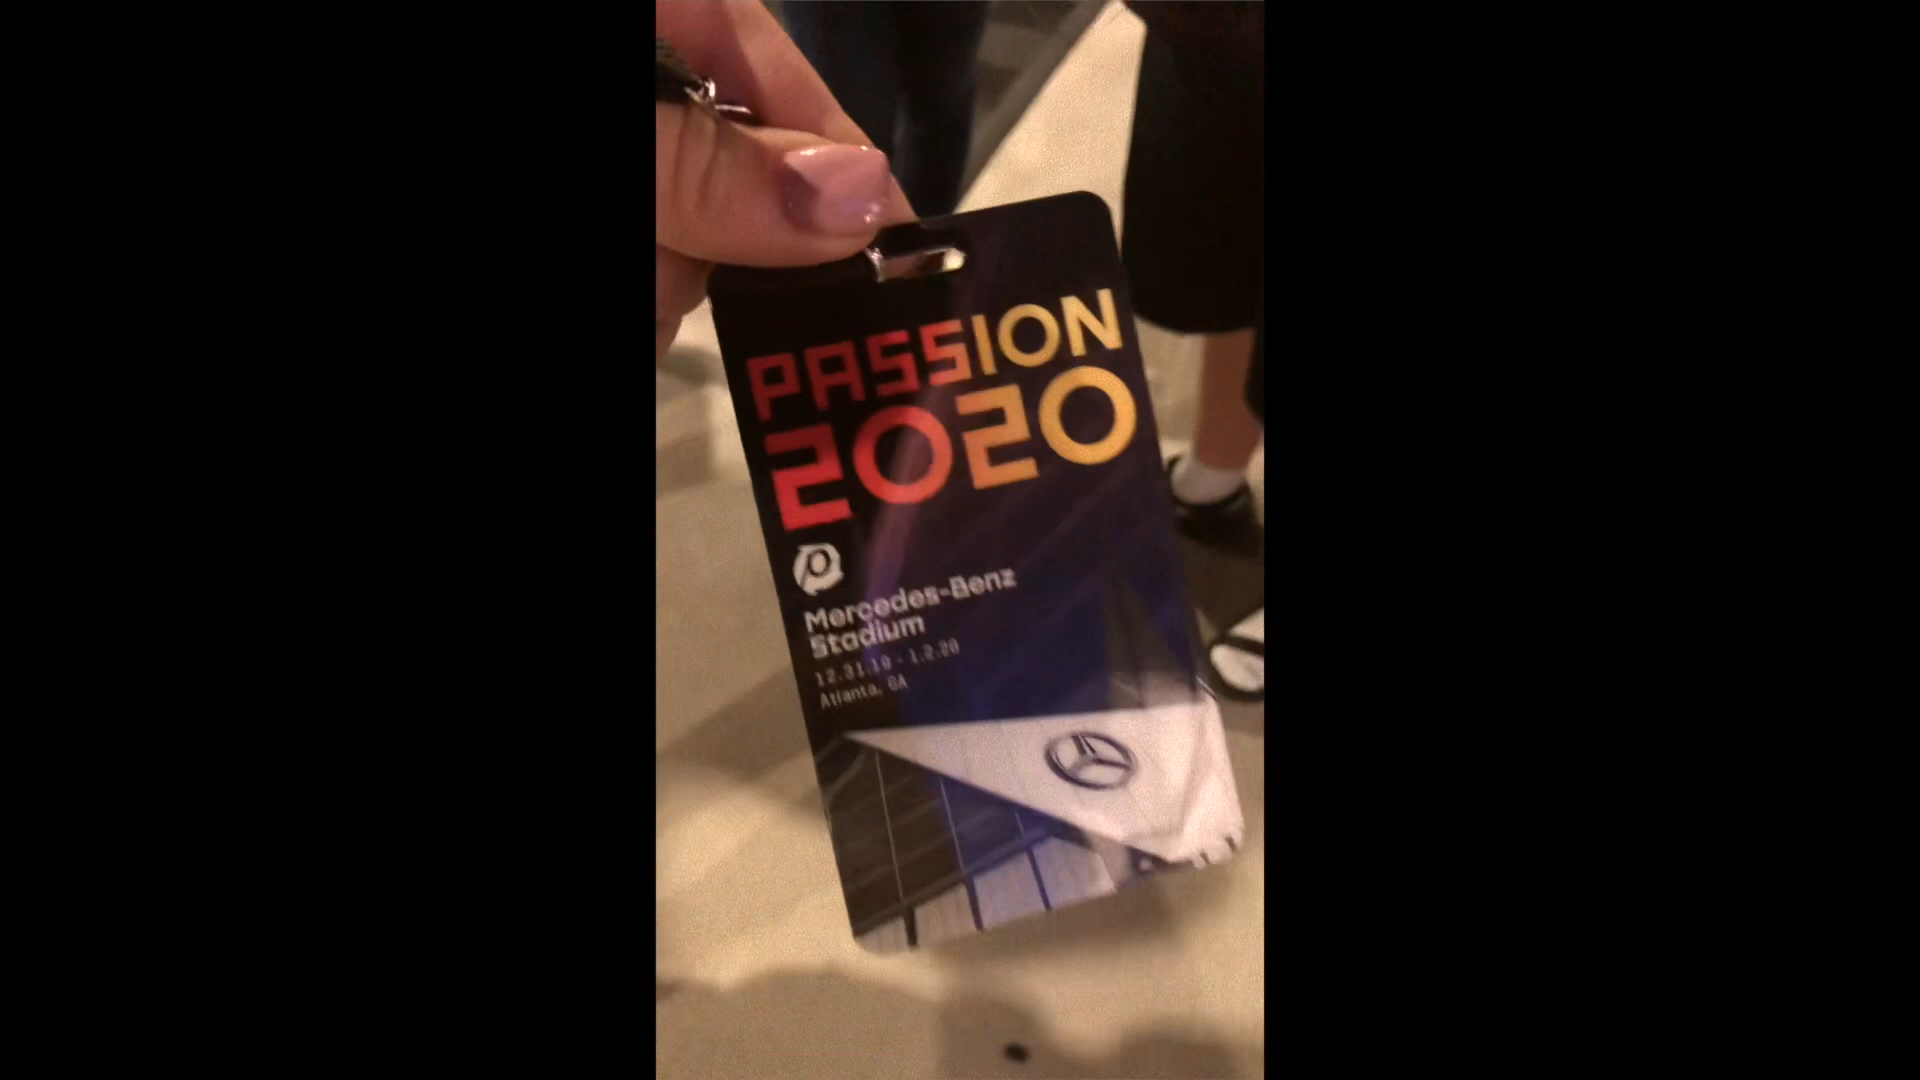 PASSION
2020
Mercedes-Benz
Stadium
12.31.19 - 1.2.20
Atlanta, GA